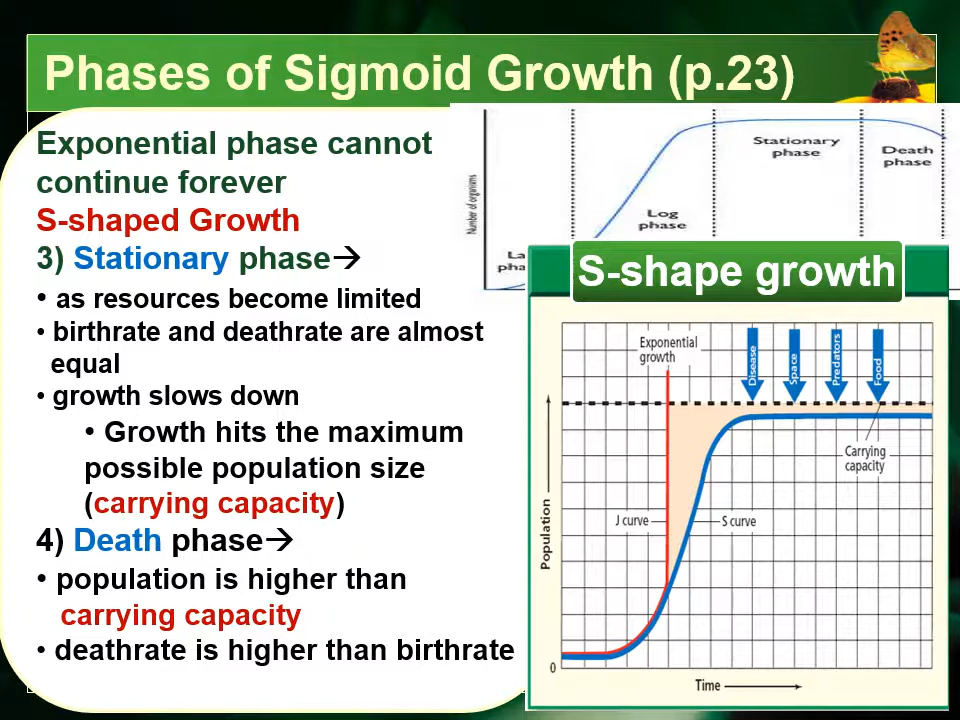 Phases of Sigmoid Growth (p.23)
Exponential phase cannot
continue forever
S-shaped Growth
3) Stationary phase→
• as resources become limited
• birthrate and deathrate are almost
equal
• growth slows down
• Growth hits the maximum
possible population size
(carrying capacity)
4) Death phase→
• population is higher than
carrying capacity
• deathrate is higher than birthrate
Number of organisms
La
pha
Log
phase
Stationary
phase
Death
phase
S-shape growth
Exponential
growth
Disease
Space
Predators
Food
Carrying
capacity
J curve
S curve
Population
0
Time